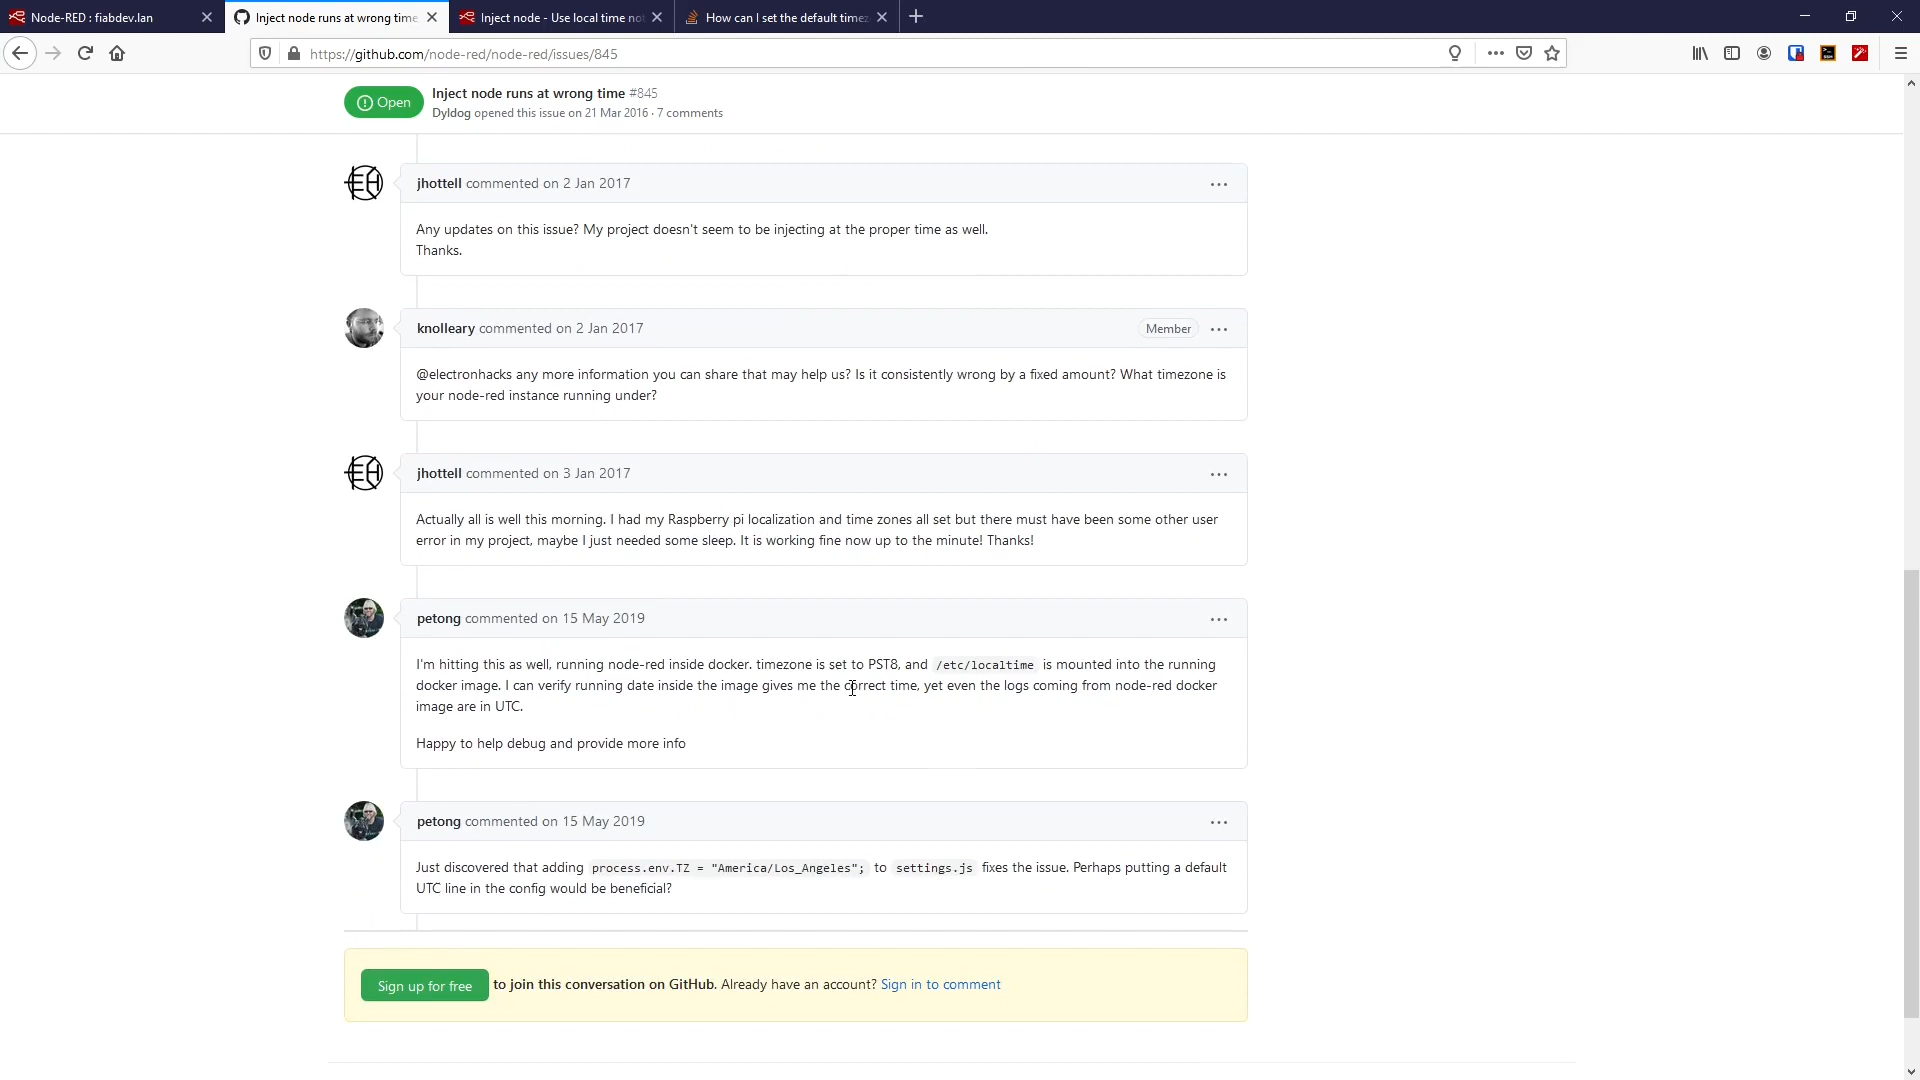 Node-RED : fiabdev.lan
Inject node runs at wrong time
Inject node - Use local time no
How can I set the default timez
https://github.com/node-red/node-red/issues/845
Open
Inject node runs at wrong time #845
Dyldog opened this issue on 21 Mar 2016 · 7 comments
jhottell commented on 2 Jan 2017
Any updates on this issue? My project doesn't seem to be injecting at the proper time as well.
Thanks.
knolleary commented on 2 Jan 2017
Member
@electronhacks any more information you can share that may help us? Is it consistently wrong by a fixed amount? What timezone is
your node-red instance running under?
jhottell commented on 3 Jan 2017
Actually all is well this morning. I had my Raspberry pi localization and time zones all set but there must have been some other user
error in my project, maybe I just needed some sleep. It is working fine now up to the minute! Thanks!
petong commented on 15 May 2019
I'm hitting this as well, running node-red inside docker. timezone is set to PST8, and /etc/localtime is mounted into the running
docker image. I can verify running date inside the image gives me the correct time, yet even the logs coming from node-red docker
image are in UTC.
Happy to help debug and provide more info
petong commented on 15 May 2019
Just discovered that adding process.env.TZ = "America/Los_Angeles"; to settings.js fixes the issue. Perhaps putting a default
UTC line in the config would be beneficial?
Sign up for free to join this conversation on GitHub. Already have an account? Sign in to comment